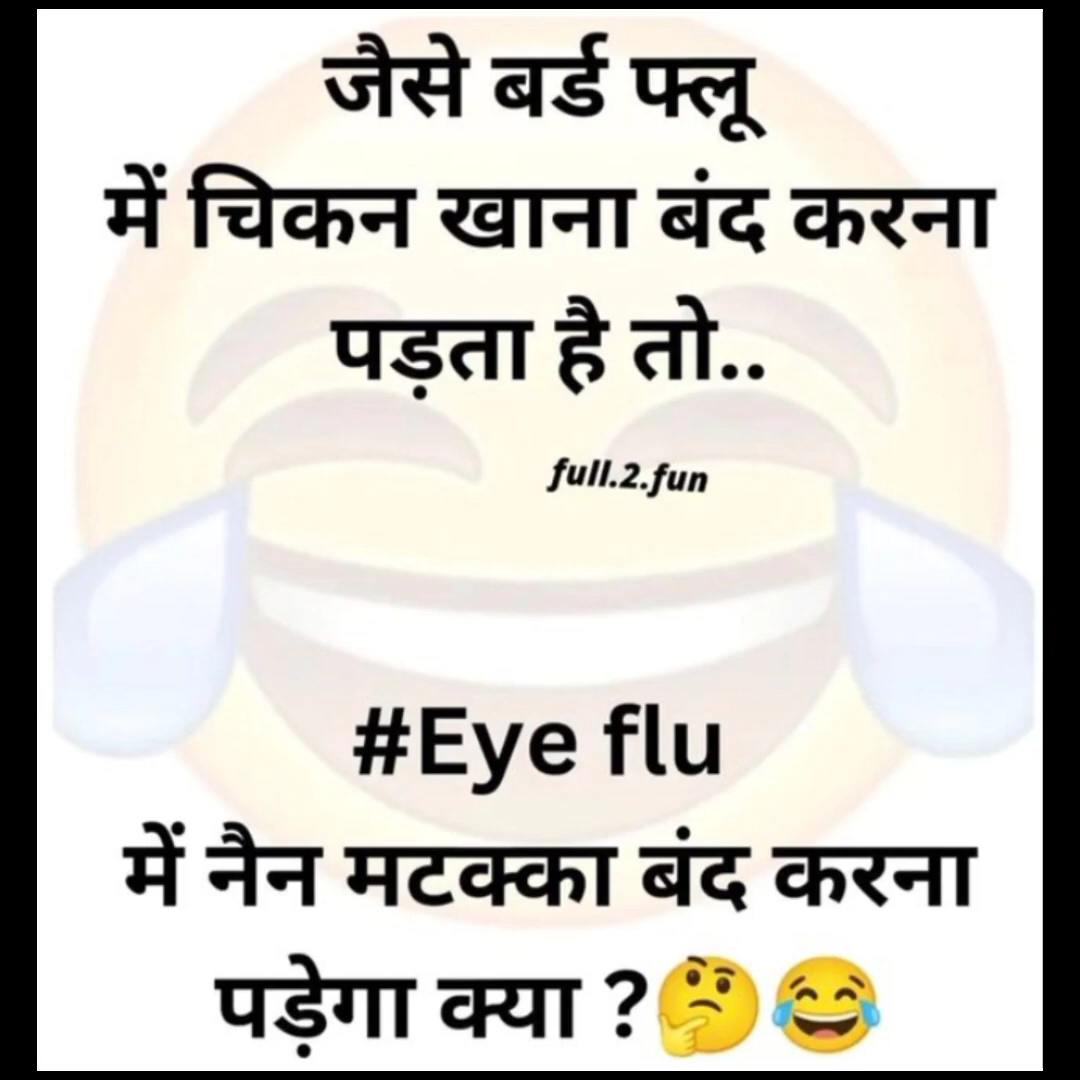 जैसे बर्ड फ्लू
में चिकन खाना बंद करना
पड़ता है तो..
full.2.fun
#Eye flu
में नैन मटक्का बंद करना
पड़ेगा क्या ?🤔😂